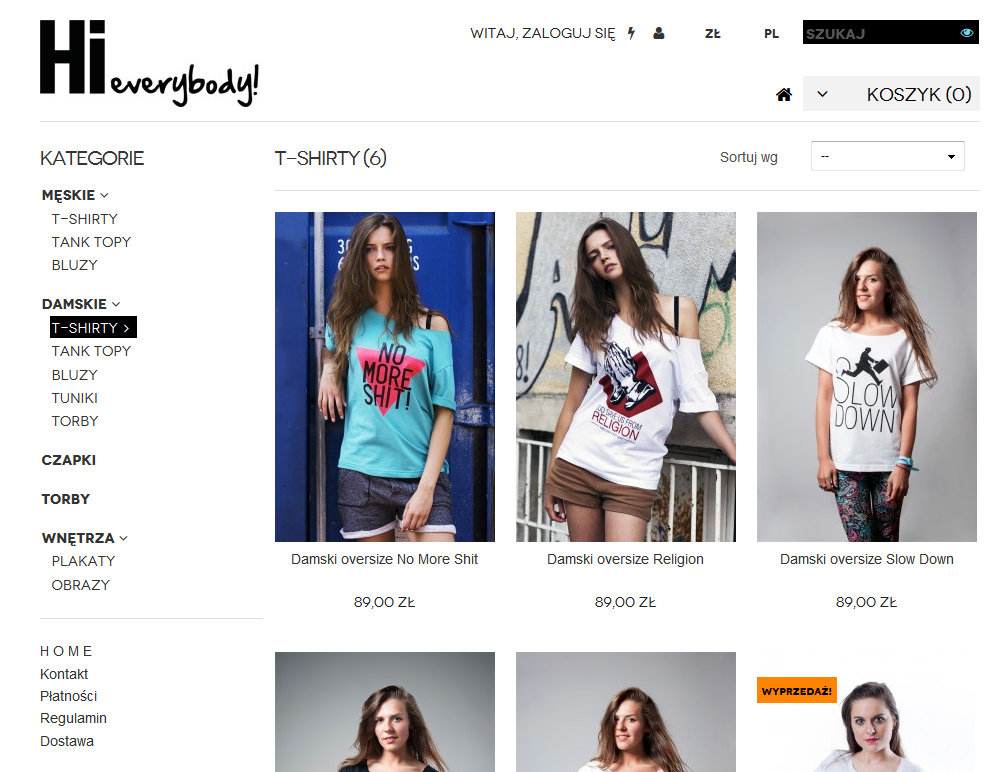 Hi everybody!
WITAJ, ZALOGUJ SIĘ
ZŁ
PL
SZUKAJ
KOSZYK (0)
KATEGORIE
MĘSKIE
T-SHIRTY
TANK TOPY
BLUZY
DAMSKIE
T-SHIRTY >
TANK TOPY
BLUZY
TUNIKI
TORBY
CZAPKI
TORBY
WNĘTRZA
PLAKATY
OBRAZY
HOME
Kontakt
Płatności
Regulamin
Dostawa
T-SHIRTY (6)
Sortuj wg
--
NO
MORE
SHIT!
Damski oversize No More Shit
89,00 ZŁ
8!
SAVE US FROM
RELIGION
Damski oversize Religion
89,00 ZŁ
SLOW
DOWN
Damski oversize Slow Down
89,00 ZŁ
WYPRZEDAŻ!